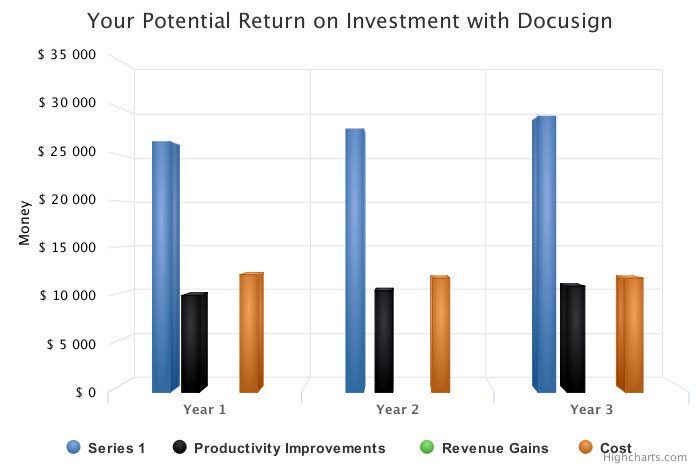 Your Potential Return on Investment with Docusign
$ 35 000
$ 30 000
$ 25 000
$ 20 000
$ 15 000
$ 10 000
$ 5 000
$ 0
Money
Year 1 Year 2 Year 3
Series 1 Productivity Improvements Revenue Gains Cost
Highcharts.com